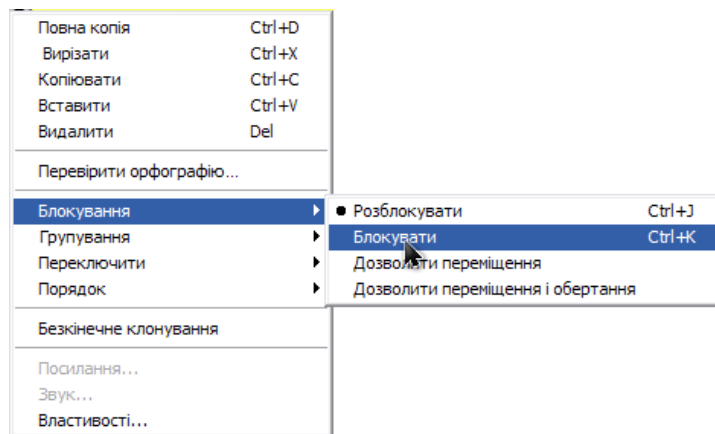 Повна копія Ctrl+D
Вирізати Ctrl+X
Копіювати Ctrl+C
Вставити Ctrl+V
Видалити Del
Перевірити орфографію...
Блокування
Групування
Переключити
Порядок
Безкінечне клонування
Посилання...
Звук...
Властивості...
Розблокувати Ctrl+J
Блокувати Ctrl+K
Дозволити переміщення
Дозволити переміщення і обертання